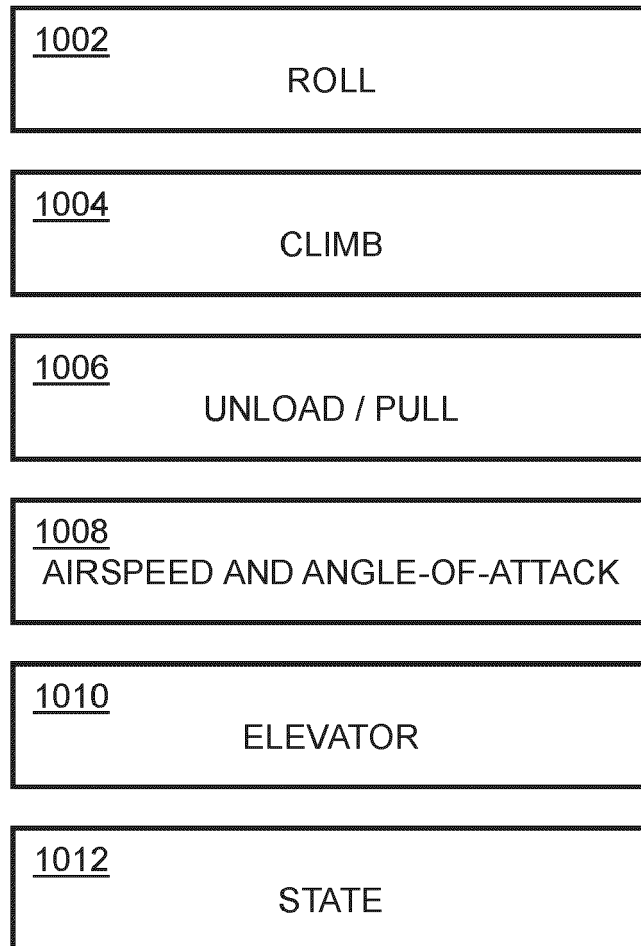 1002
ROLL
1004
CLIMB
1006
UNLOAD / PULL
1008
AIRSPEED AND ANGLE-OF-ATTACK
1010
ELEVATOR
1012
STATE